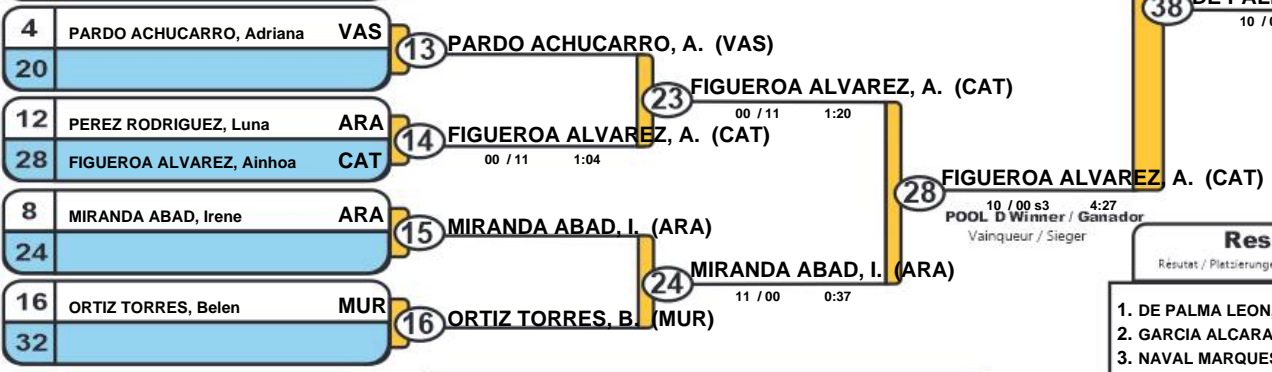 4 PARDO ACHUCARRO, Adriana VAS
20
13 PARDO ACHUCARRO, A. (VAS)
12 PEREZ RODRIGUEZ, Luna ARA
28 FIGUEROA ALVAREZ, Ainhoa CAT
14 FIGUEROA ALVAREZ, A. (CAT)
00 / 11 1:04
23 FIGUEROA ALVAREZ, A. (CAT)
00 / 11 1:20
8 MIRANDA ABAD, Irene ARA
24
15 MIRANDA ABAD, I. (ARA)
16 ORTIZ TORRES, Belen MUR
32
16 ORTIZ TORRES, B. (MUR)
24 MIRANDA ABAD, I. (ARA)
11 / 00 0:37
28 FIGUEROA ALVAREZ, A. (CAT)
10 / 00 s3 4:27
POOL D Winner / Ganador
Vainqueur / Sieger
38
10 /
Res
Résutat / Platzierunge
1. DE PALMA LEON,
2. GARCIA ALCARA
3. NAVAL MARQUES